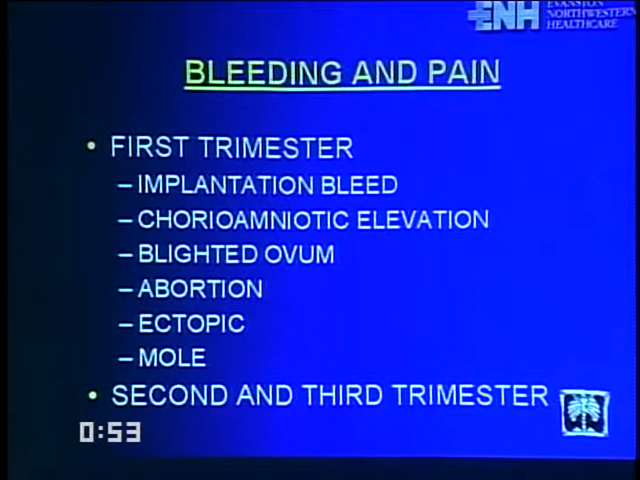 ENH
EVANSTON
NORTHWESTERN
HEALTHCARE
BLEEDING AND PAIN
• FIRST TRIMESTER
– IMPLANTATION BLEED
– CHORIOAMNIOTIC ELEVATION
– BLIGHTED OVUM
– ABORTION
– ECTOPIC
– MOLE
• SECOND AND THIRD TRIMESTER
0:53